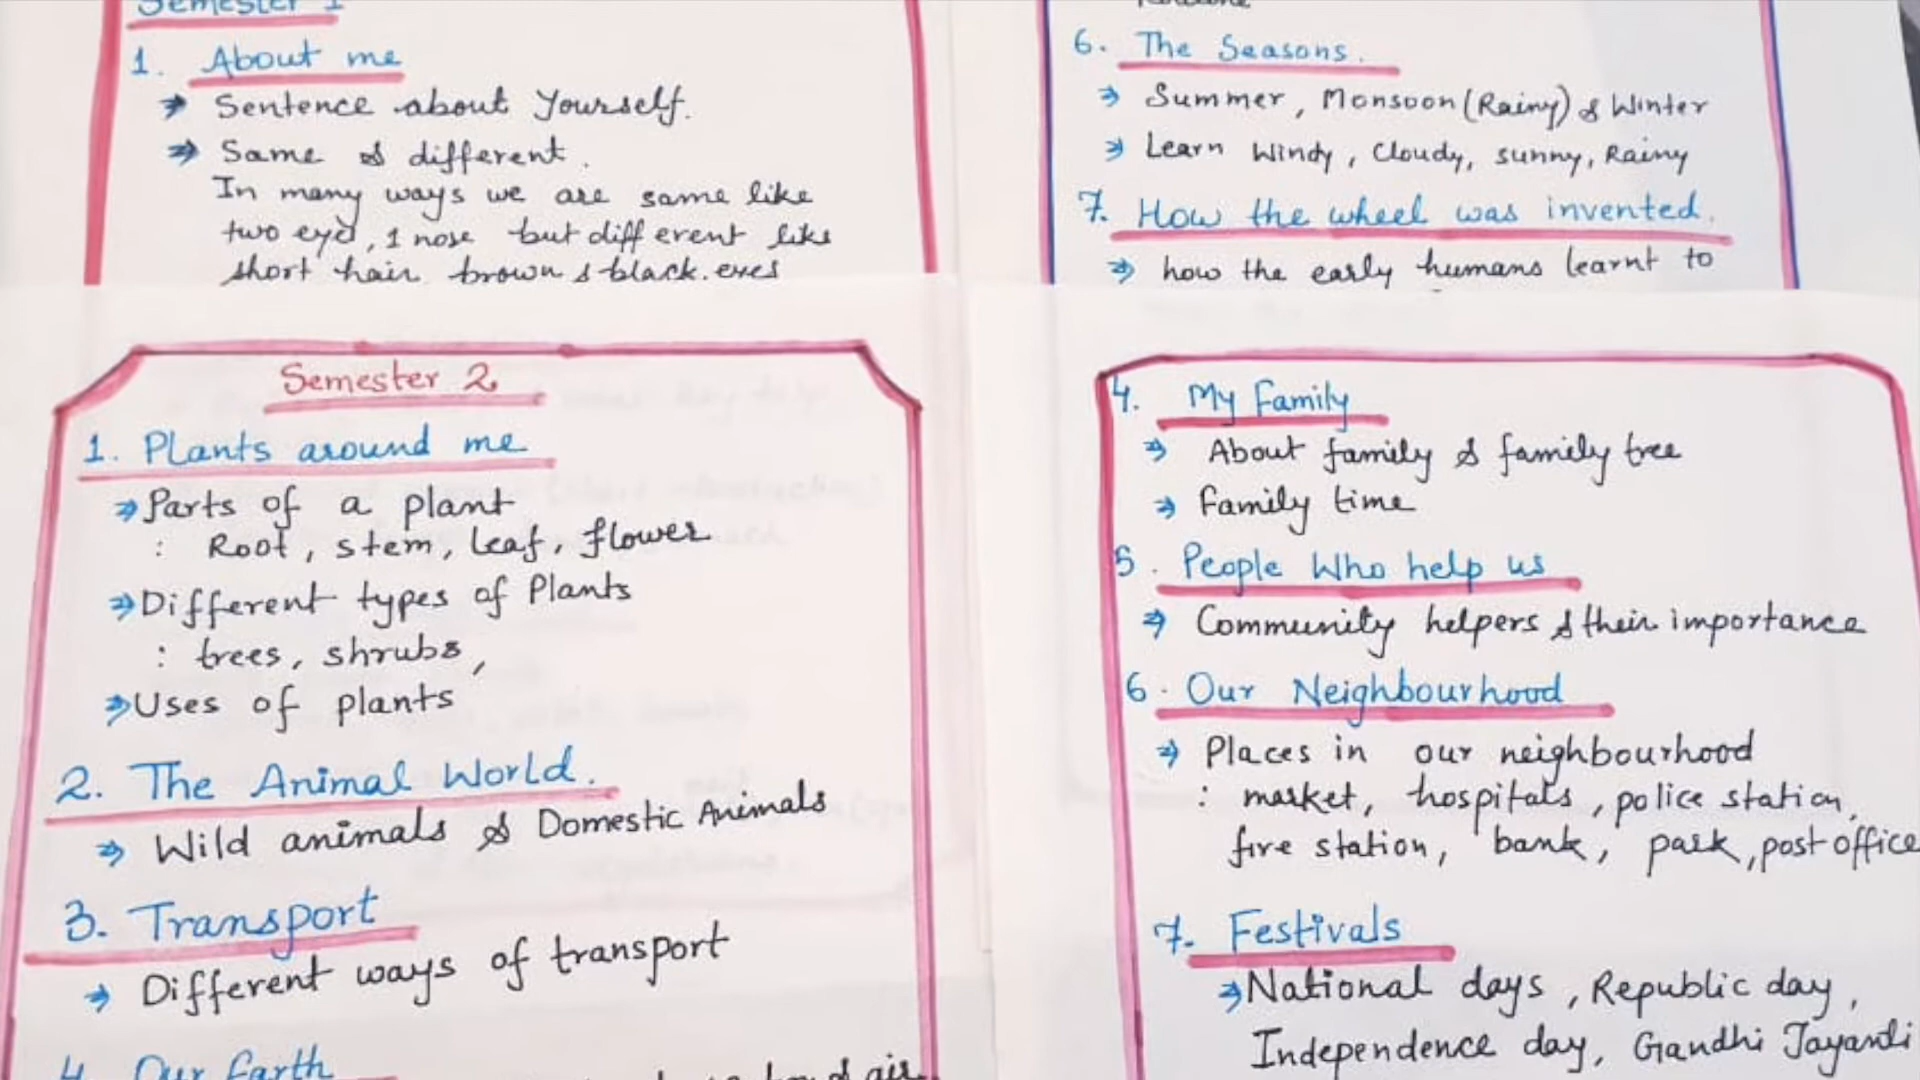 Semester 1
1. About me
Sentence about Yourself.
Same & different.
In many ways we are same like
two eyes, 1 nose but different like
short hair brown & black eyes
6. The Seasons.
Summer, Monsoon (Rainy) & Winter
Learn Windy, Cloudy, sunny, Rainy
7. How the wheel was invented.
how the early humans learnt to
Semester 2
1. Plants around me
Parts of a plant
: Root, stem, leaf, flower
Different types of Plants
: trees, shrubs,
Uses of plants
2. The Animal World.
Wild animals & Domestic Animals
3. Transport
Different ways of transport
4. Our Earth
& air
4. My Family
About family & family tree
Family time
5. People Who help us
Community helpers & their importance
6. Our Neighbourhood
Places in our neighbourhood
: market, hospitals, police station,
fire station, bank, park, post office
7. Festivals
National days, Republic day,
Independence day, Gandhi Jayanti